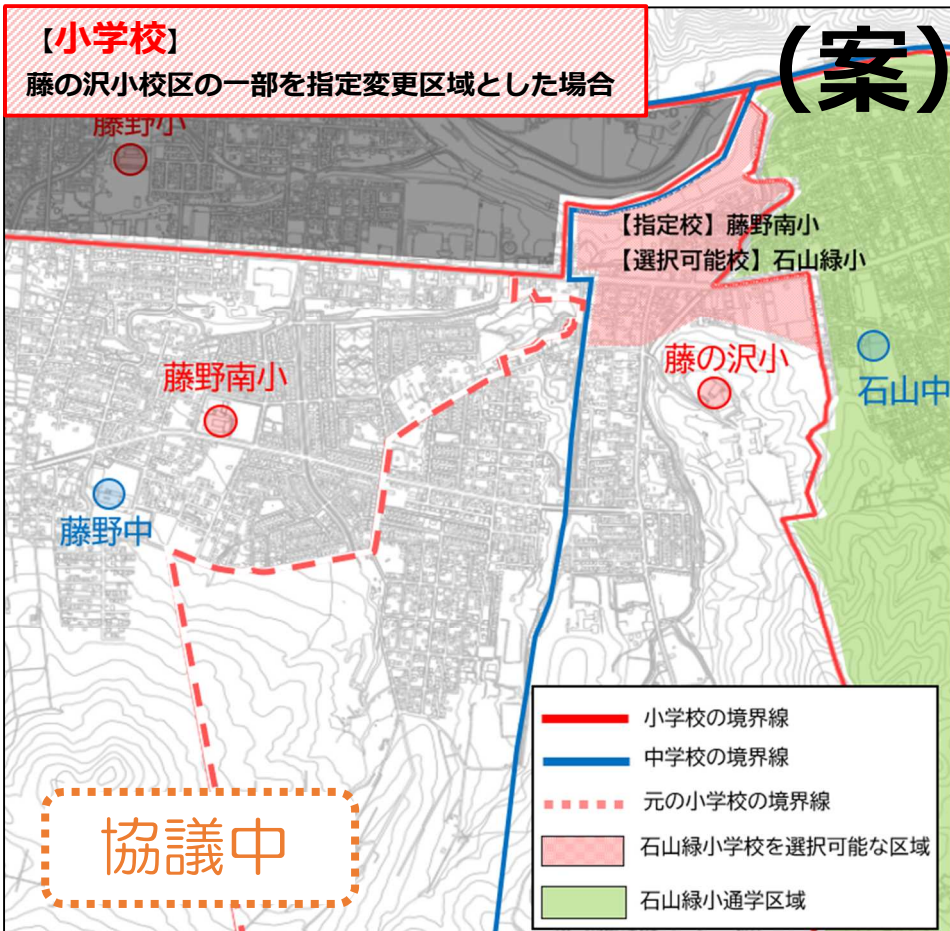 【小学校】
藤の沢小校区の一部を指定変更区域とした場合
（案）
藤野小
【指定校】藤野南小
【選択可能校】石山緑小
藤野南小
藤の沢小
石山中
藤野中
小学校の境界線
中学校の境界線
元の小学校の境界線
石山緑小学校を選択可能な区域
石山緑小通学区域
協議中